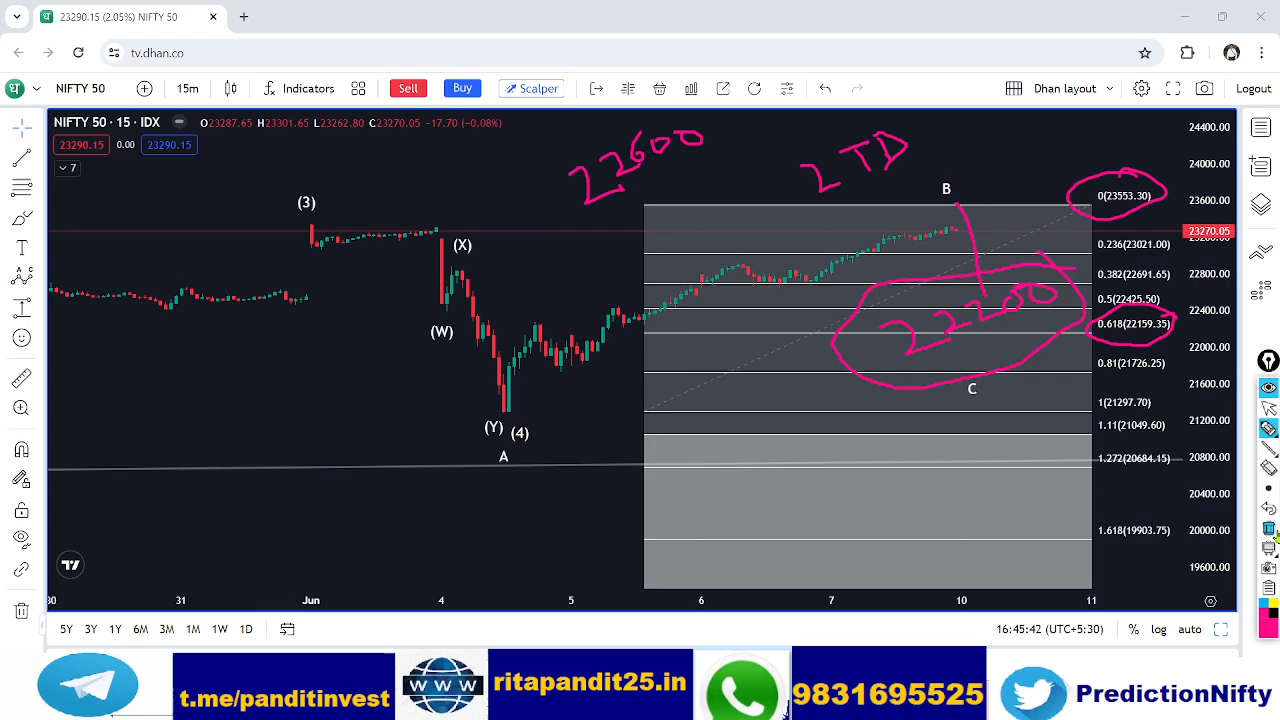 23290.15 (2.05%) NIFTY 50
tv.dhan.co
NIFTY 50 15m Indicators Sell Buy Scalper Dhan layout Logout
NIFTY 50 · 15 · IDX O23287.65 H23301.65 L23262.80 C23270.05 -17.70 (-0.08%)
23290.15 0.00 23290.15
7
22600
2 TD
24400.00
24000.00
23600.00
23270.05
22800.00
22400.00
22000.00
21600.00
21200.00
20800.00
20400.00
20000.00
19600.00
(3)
(X)
(W)
(Y) (4)
A
B
C
22200
0(23553.30)
0.236(23021.00)
0.382(22691.65)
0.5(22425.50)
0.618(22159.35)
0.81(21726.25)
1(21297.70)
1.11(21049.60)
1.272(20684.15)
1.618(19903.75)
30 31 Jun 4 5 6 7 10 11
5Y 3Y 1Y 6M 3M 1M 1W 1D 16:45:42 (UTC+5:30) % log auto
t.me/panditinvest
WWW
ritapandit25.in
9831695525
PredictionNifty